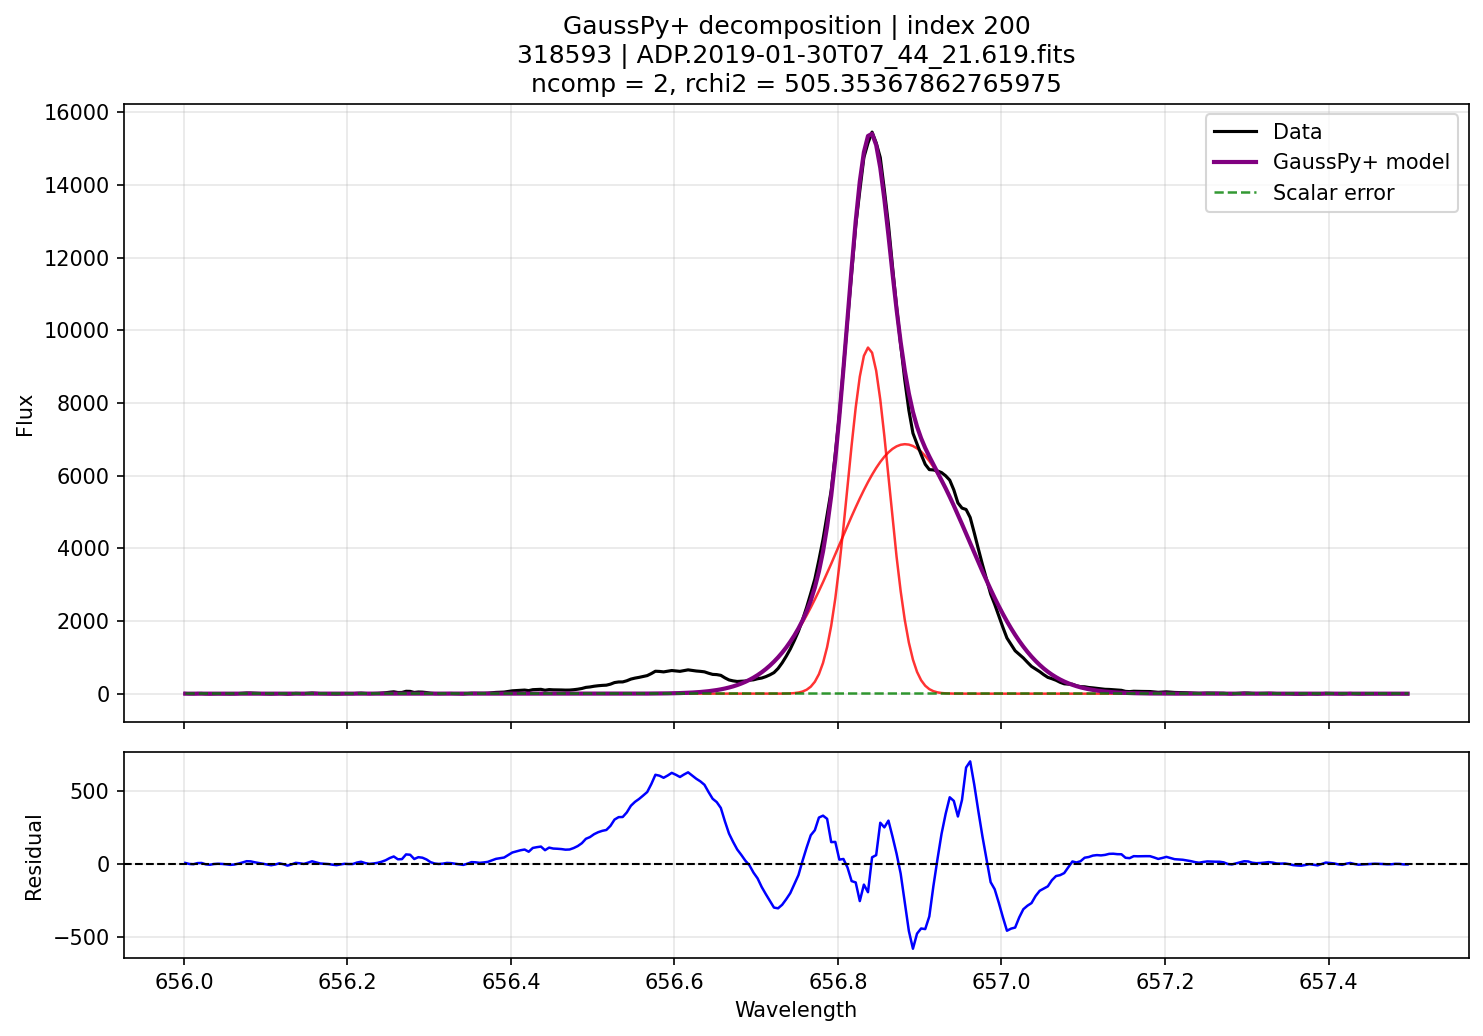 GaussPy+ decomposition | index 200
318593 | ADP.2019-01-30T07_44_21.619.fits
ncomp = 2, rchi2 = 505.35367862765975
Data
GaussPy+ model
Scalar error
16000
14000
12000
10000
8000
6000
4000
2000
0
Flux
500
0
−500
Residual
656.0 656.2 656.4 656.6 656.8 657.0 657.2 657.4
Wavelength